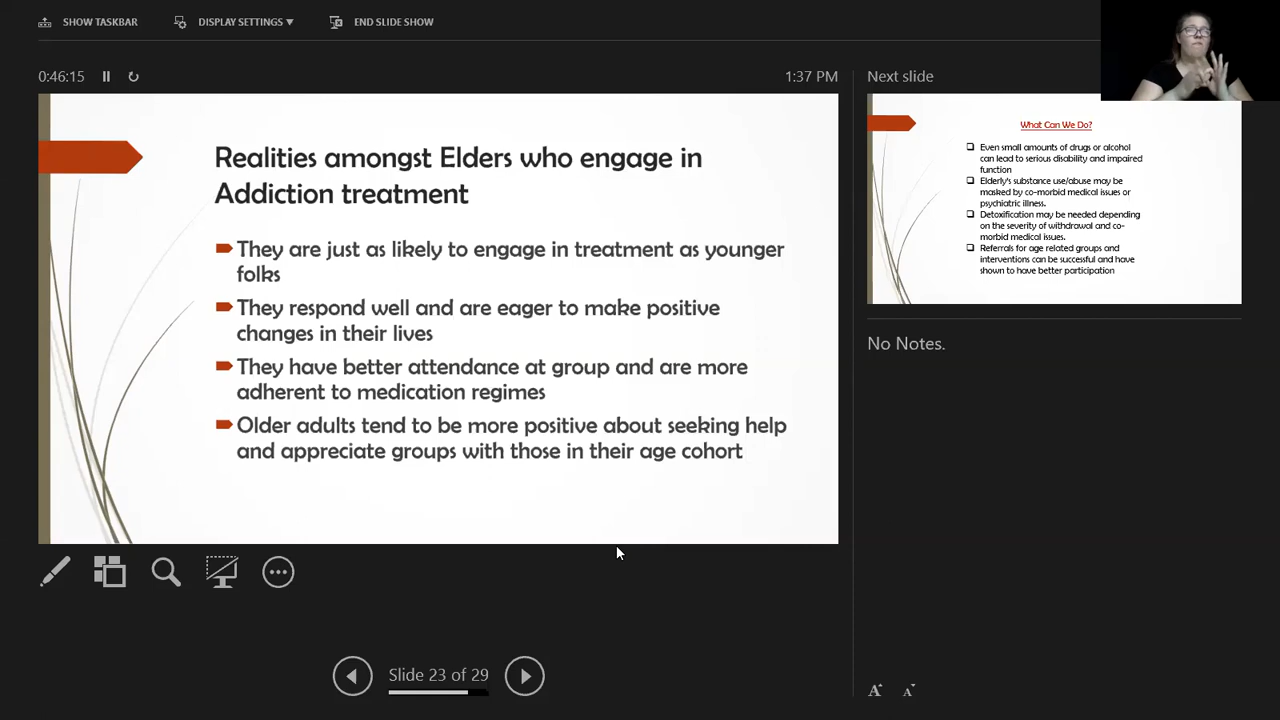 SHOW TASKBAR
DISPLAY SETTINGS
END SLIDE SHOW
0:46:15
1:37 PM
Realities amongst Elders who engage in
Addiction treatment
They are just as likely to engage in treatment as younger
folks
They respond well and are eager to make positive
changes in their lives
They have better attendance at group and are more
adherent to medication regimes
Older adults tend to be more positive about seeking help
and appreciate groups with those in their age cohort
Slide 23 of 29
Next slide
What Can We Do?
Even small amounts of drugs or alcohol
can lead to serious disability and impaired
function
Elderly's substance use/abuse may be
masked by co-morbid medical issues or
psychiatric illness.
Detoxification may be needed depending
on the severity of withdrawal and co-
morbid medical issues.
Referrals for age related groups and
interventions can be successful and have
shown to have better participation
No Notes.
A A